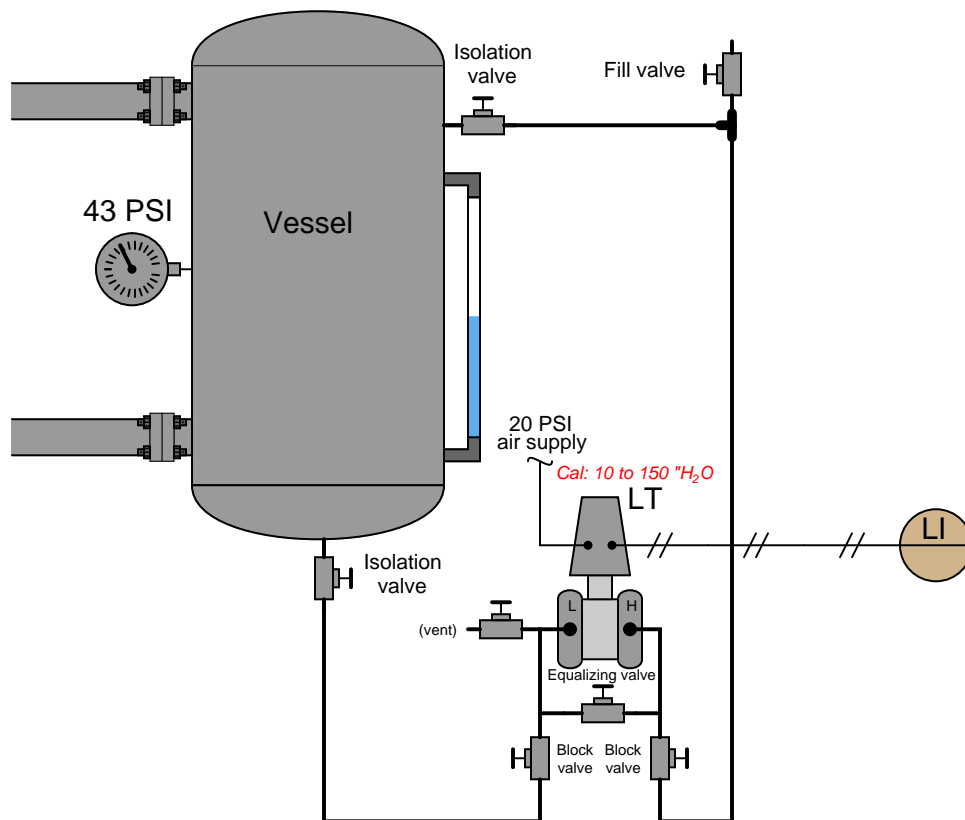 Isolation
valve
Fill valve
43 PSI
Vessel
20 PSI
air supply
Cal: 10 to 150 "H₂O
LT
LI
Isolation
valve
L
H
(vent)
Equalizing valve
Block
valve
Block
valve